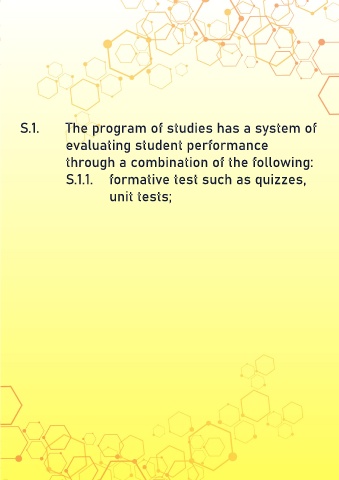 S.1. The program of studies has a system of
evaluating student performance
through a combination of the following:
S.1.1. formative test such as quizzes,
unit tests;